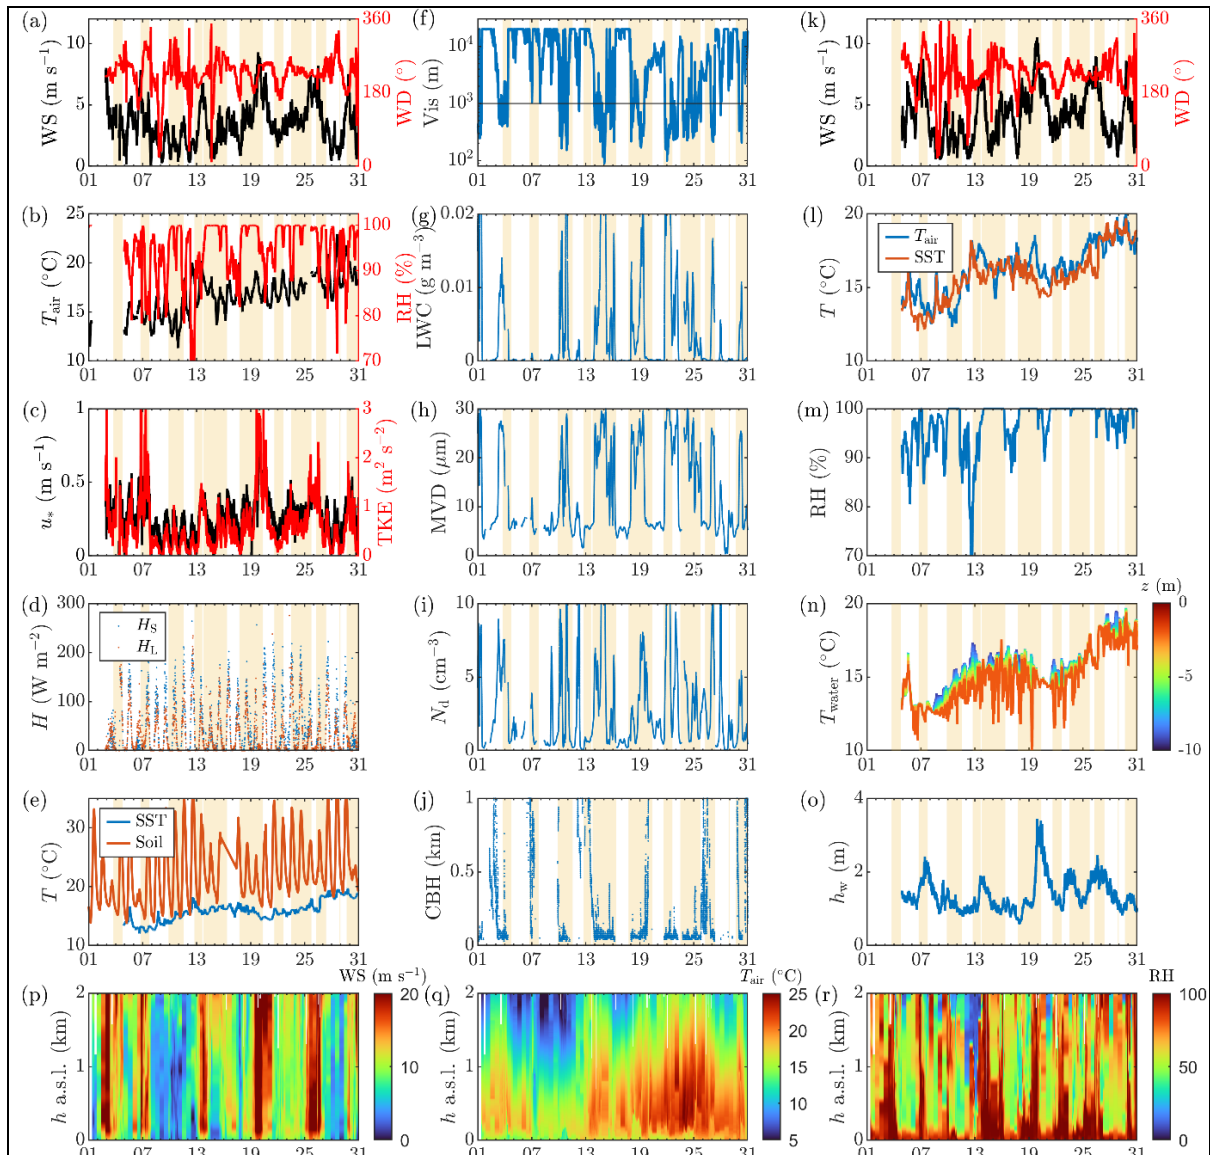 (a)
WS (m s⁻¹)
10
5
0
360
180
0
WD (°)
01 07 13 19 25 31
(f)
Vis (m)
10⁴
10³
10²
01 07 13 19 25 31
(k)
WS (m s⁻¹)
10
5
0
360
180
0
WD (°)
01 07 13 19 25 31
(b)
T_air (°C)
25
20
15
10
100
90
80
70
RH (%)
01 07 13 19 25 31
(g)
LWC (g m⁻³)
0.02
0.01
0
01 07 13 19 25 31
(l)
T (°C)
20
15
10
T_air
SST
01 07 13 19 25 31
(c)
u_* (m s⁻¹)
1
0.5
0
3
2
1
0
TKE (m² s⁻²)
01 07 13 19 25 31
(h)
MVD (μm)
30
20
10
0
01 07 13 19 25 31
(m)
RH (%)
100
90
80
70
01 07 13 19 25 31
(d)
H (W m⁻²)
300
200
100
0
H_S
H_L
01 07 13 19 25 31
(i)
N_d (cm⁻³)
10
5
0
01 07 13 19 25 31
(n)
T_water (°C)
20
15
10
z (m)
0
-5
-10
01 07 13 19 25 31
(e)
T (°C)
30
20
10
SST
Soil
01 07 13 19 25 31
(j)
CBH (km)
1
0.5
0
01 07 13 19 25 31
(o)
h_w (m)
4
2
0
01 07 13 19 25 31
(p)
h a.s.l. (km)
2
1
0
WS (m s⁻¹)
20
10
0
01 07 13 19 25 31
(q)
h a.s.l. (km)
2
1
0
T_air (°C)
25
20
15
10
5
01 07 13 19 25 31
(r)
h a.s.l. (km)
2
1
0
RH
100
50
0
01 07 13 19 25 31